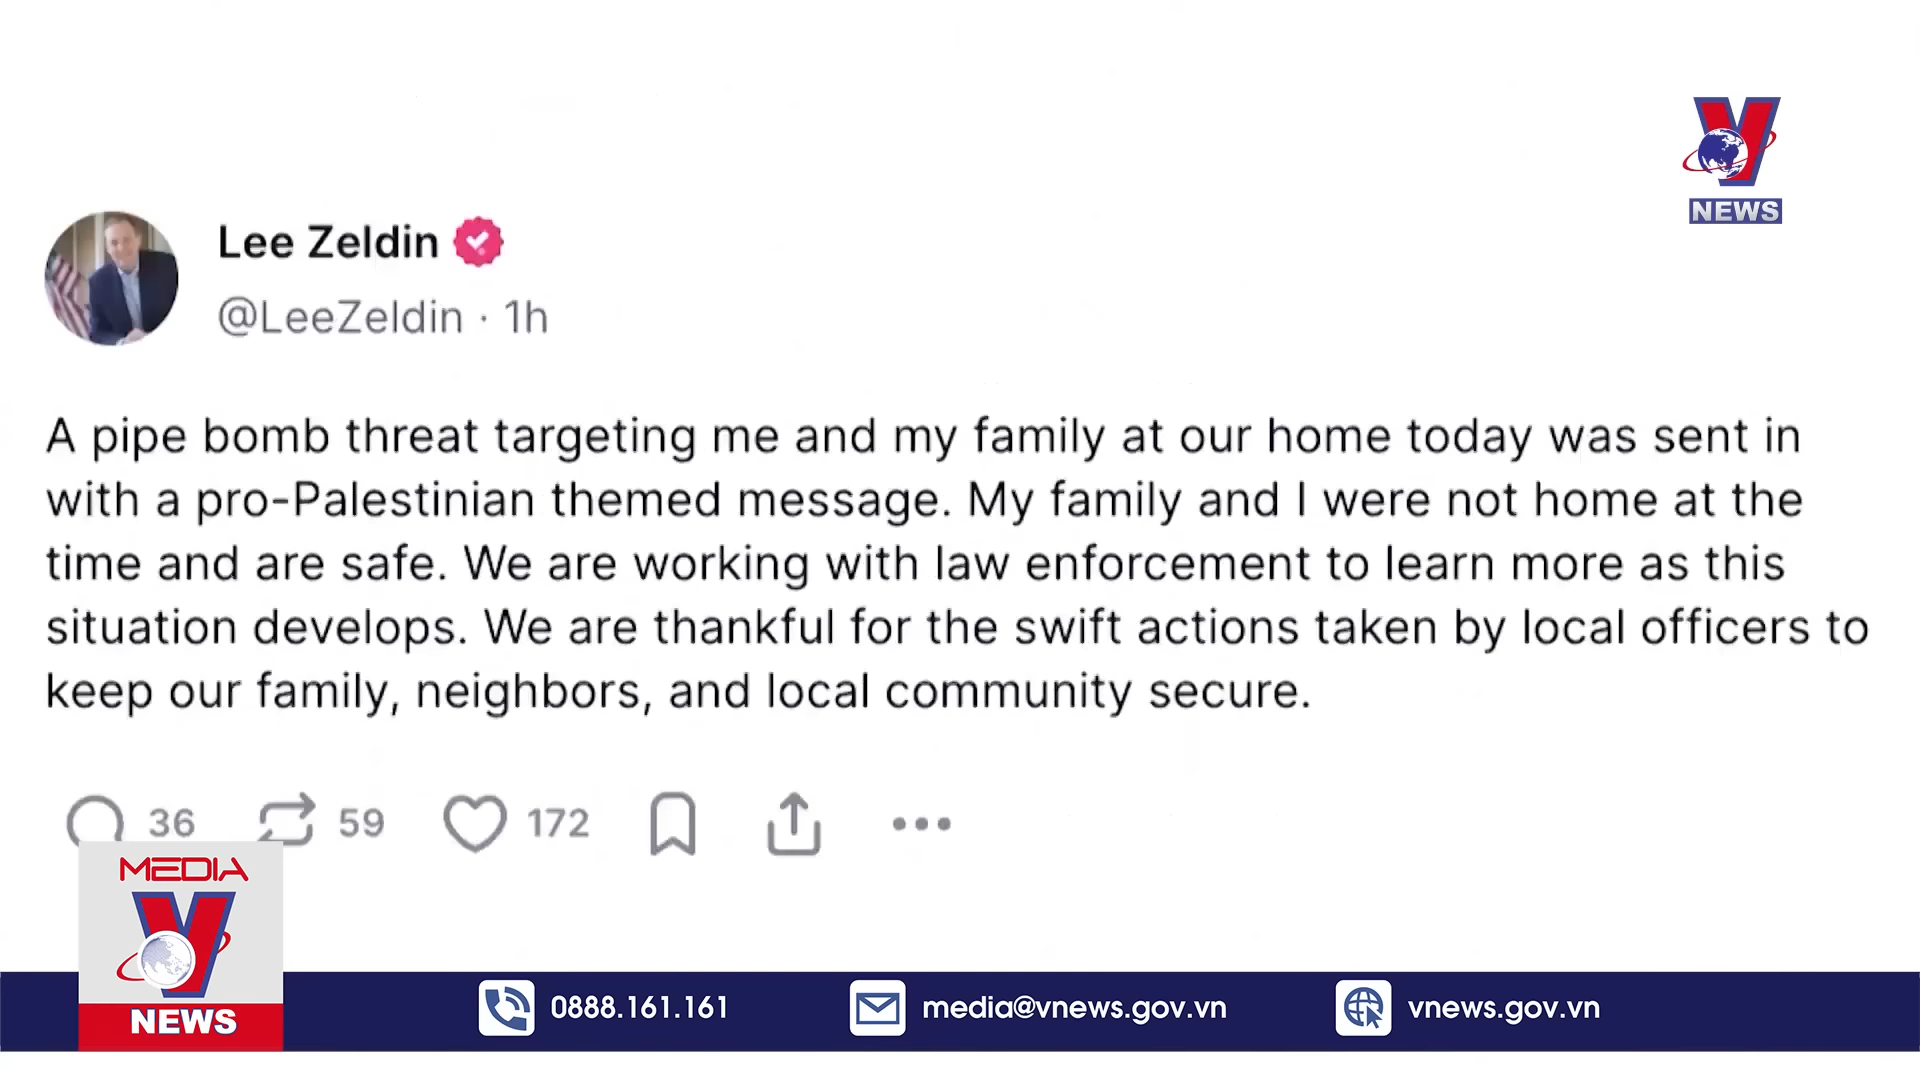 NEWS
Lee Zeldin
@LeeZeldin · 1h
A pipe bomb threat targeting me and my family at our home today was sent in
with a pro-Palestinian themed message. My family and I were not home at the
time and are safe. We are working with law enforcement to learn more as this
situation develops. We are thankful for the swift actions taken by local officers to
keep our family, neighbors, and local community secure.
36 59 172
MEDIA
V
NEWS
0888.161.161 media@vnews.gov.vn vnews.gov.vn